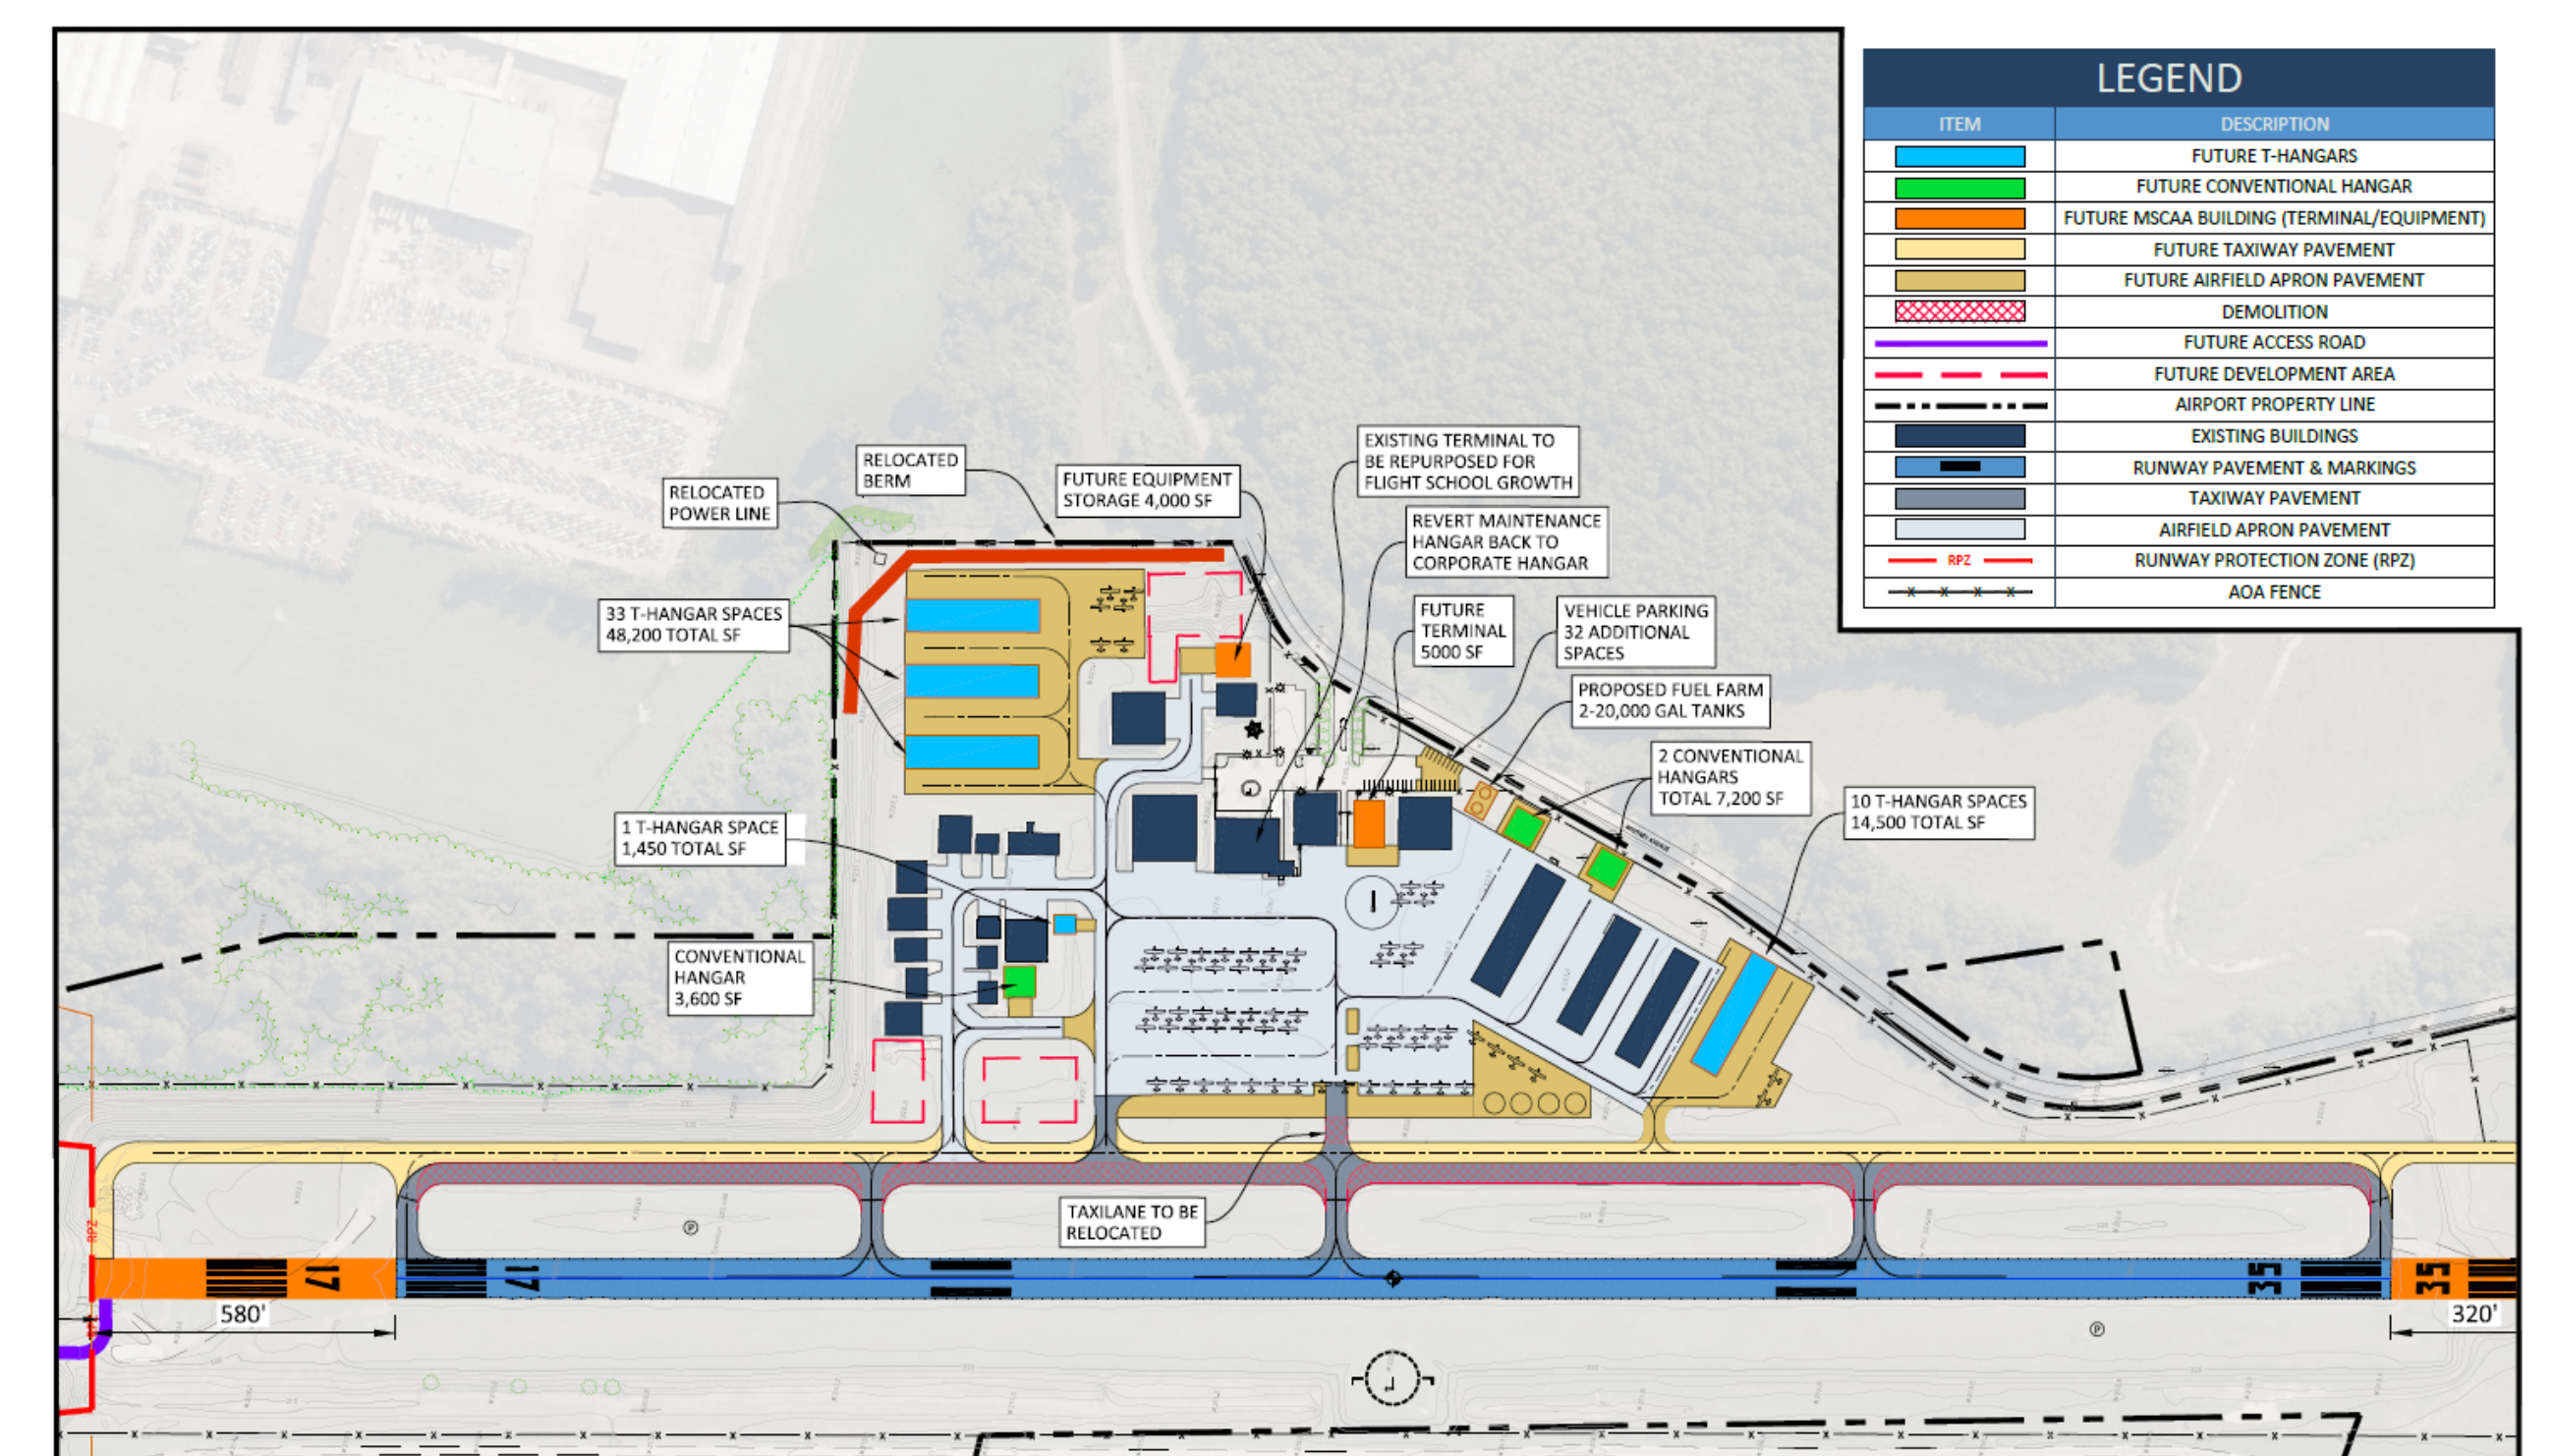 LEGEND
ITEM DESCRIPTION
FUTURE T-HANGARS
FUTURE CONVENTIONAL HANGAR
FUTURE MSCAA BUILDING (TERMINAL/EQUIPMENT)
FUTURE TAXIWAY PAVEMENT
FUTURE AIRFIELD APRON PAVEMENT
DEMOLITION
FUTURE ACCESS ROAD
FUTURE DEVELOPMENT AREA
AIRPORT PROPERTY LINE
EXISTING BUILDINGS
RUNWAY PAVEMENT & MARKINGS
TAXIWAY PAVEMENT
AIRFIELD APRON PAVEMENT
RPZ RUNWAY PROTECTION ZONE (RPZ)
AOA FENCE
EXISTING TERMINAL TO
BE REPURPOSED FOR
FLIGHT SCHOOL GROWTH
RELOCATED
BERM
FUTURE EQUIPMENT
STORAGE 4,000 SF
RELOCATED
POWER LINE
REVERT MAINTENANCE
HANGAR BACK TO
CORPORATE HANGAR
33 T-HANGAR SPACES
48,200 TOTAL SF
FUTURE
TERMINAL
5000 SF
VEHICLE PARKING
32 ADDITIONAL
SPACES
PROPOSED FUEL FARM
2-20,000 GAL TANKS
2 CONVENTIONAL
HANGARS
TOTAL 7,200 SF
10 T-HANGAR SPACES
14,500 TOTAL SF
1 T-HANGAR SPACE
1,450 TOTAL SF
CONVENTIONAL
HANGAR
3,600 SF
TAXILANE TO BE
RELOCATED
RPZ
17
17
35
35
580'
320'
P
P